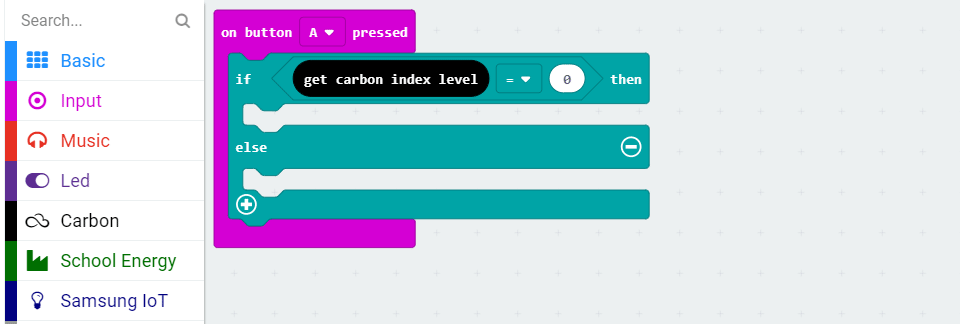 Search...
Basic
Input
Music
Led
Carbon
School Energy
Samsung IoT
on button A pressed
if get carbon index level = 0 then
else